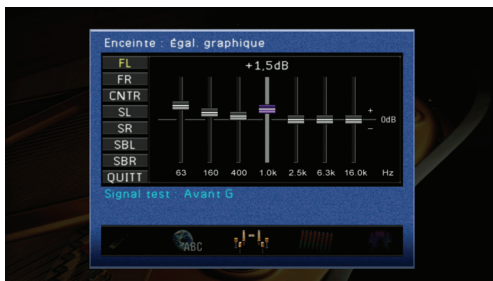 Enceinte : Égal. graphique
FL
FR
CNTR
SL
SR
SBL
SBR
QUITT
+1,5dB
+
0dB
−
63 160 400 1.0k 2.5k 6.3k 16.0k Hz
Signal test : Avant G
ABC